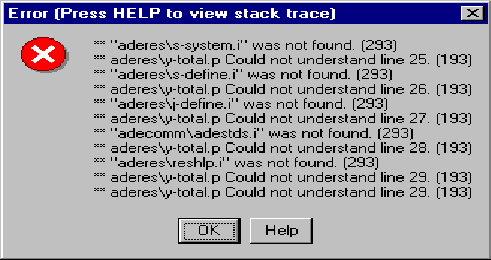 Error (Press HELP to view stack trace)
** "aderes\s-system.i" was not found. (293)
** aderes\y-total.p Could not understand line 25. (193)
** "aderes\s-define.i" was not found. (293)
** aderes\y-total.p Could not understand line 26. (193)
** "aderes\j-define.i" was not found. (293)
** aderes\y-total.p Could not understand line 27. (193)
** "adecomm\adestds.i" was not found. (293)
** aderes\y-total.p Could not understand line 28. (193)
** "aderes\reshlp.i" was not found. (293)
** aderes\y-total.p Could not understand line 29. (193)
** aderes\y-total.p Could not understand line 29. (193)
OK Help